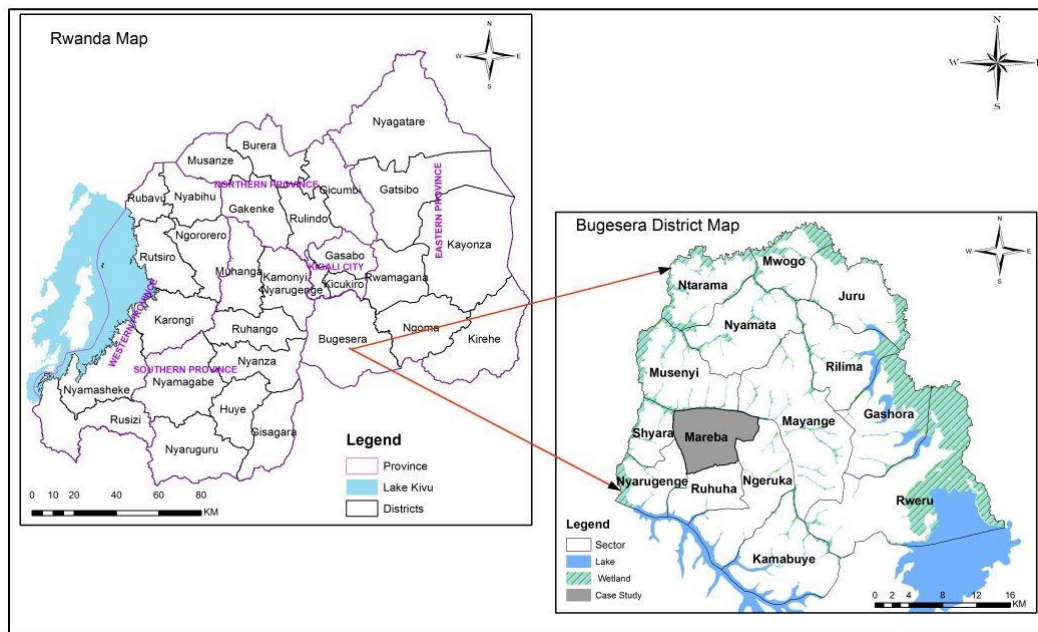 Rwanda Map
N
W E
S
Nyagatare
Burera
Musanze
NORTHERN PROVINCE
Gicumbi
Gatsibo
EASTERN PROVINCE
Rubavu
Nyabihu
Gakenke
Rulindo
Ngororero
Kayonza
Rutsiro
Gasabo
Muhanga
KIGALI CITY
Kamonyi
Rwamagana
Nyarugenge
Kicukiro
WESTERN PROVINCE
Karongi
Ruhango
Bugesera
Ngoma
Kirehe
Nyanza
SOUTHERN PROVINCE
Nyamagabe
Nyamasheke
Huye
Rusizi
Gisagara
Nyaruguru
Legend
Province
Lake Kivu
Districts
0 5 10 20 40 60 80
KM
N
W E
S
Bugesera District Map
N
W E
S
Mwogo
Ntarama
Juru
Nyamata
Musenyi
Rilima
Gashora
Mayange
Shyara
Mareba
Nyarugenge
Ngeruka
Ruhuha
Rweru
Kamabuye
Legend
Sector
Lake
Wetland
Case Study
0 2 4 8 12 16
KM